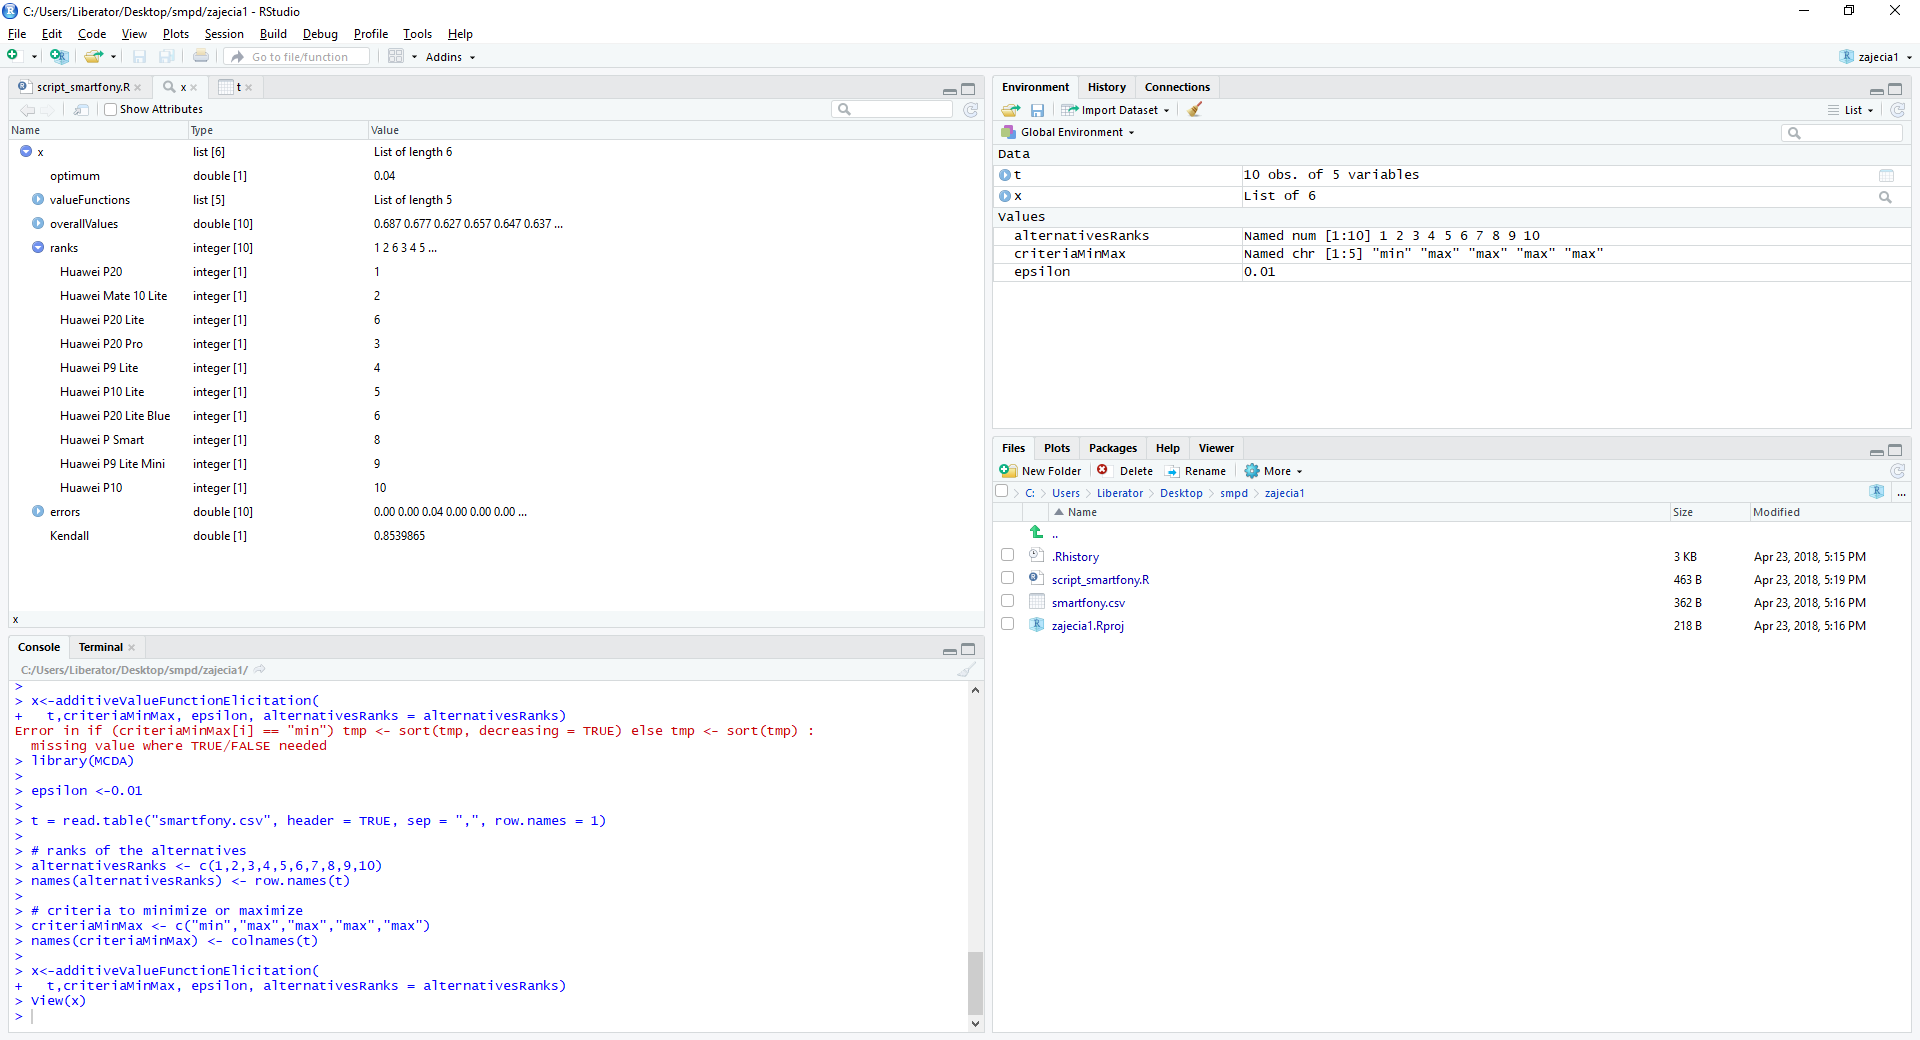 C:/Users/Liberator/Desktop/smpd/zajecia1 - RStudio
File Edit Code View Plots Session Build Debug Profile Tools Help
Go to file/function Addins zajecia1
script_smartfony.R x t
Show Attributes
Name Type Value
x list [6] List of length 6
optimum double [1] 0.04
valueFunctions list [5] List of length 5
overallValues double [10] 0.687 0.677 0.627 0.657 0.647 0.637 ...
ranks integer [10] 1 2 6 3 4 5 ...
Huawei P20 integer [1] 1
Huawei Mate 10 Lite integer [1] 2
Huawei P20 Lite integer [1] 6
Huawei P20 Pro integer [1] 3
Huawei P9 Lite integer [1] 4
Huawei P10 Lite integer [1] 5
Huawei P20 Lite Blue integer [1] 6
Huawei P Smart integer [1] 8
Huawei P9 Lite Mini integer [1] 9
Huawei P10 integer [1] 10
errors double [10] 0.00 0.00 0.04 0.00 0.00 0.00 ...
Kendall double [1] 0.8539865
x
Console Terminal
C:/Users/Liberator/Desktop/smpd/zajecia1/
>
> x<-additiveValueFunctionElicitation(
+   t,criteriaMinMax, epsilon, alternativesRanks = alternativesRanks)
Error in if (criteriaMinMax[i] == "min") tmp <- sort(tmp, decreasing = TRUE) else tmp <- sort(tmp) :
  missing value where TRUE/FALSE needed
> library(MCDA)
>
> epsilon <-0.01
>
> t = read.table("smartfony.csv", header = TRUE, sep = ",", row.names = 1)
>
> # ranks of the alternatives
> alternativesRanks <- c(1,2,3,4,5,6,7,8,9,10)
> names(alternativesRanks) <- row.names(t)
>
> # criteria to minimize or maximize
> criteriaMinMax <- c("min","max","max","max","max")
> names(criteriaMinMax) <- colnames(t)
>
> x<-additiveValueFunctionElicitation(
+   t,criteriaMinMax, epsilon, alternativesRanks = alternativesRanks)
> View(x)
>
Environment History Connections
Import Dataset List
Global Environment
Data
t 10 obs. of 5 variables
x List of 6
Values
alternativesRanks Named num [1:10] 1 2 3 4 5 6 7 8 9 10
criteriaMinMax Named chr [1:5] "min" "max" "max" "max" "max"
epsilon 0.01
Files Plots Packages Help Viewer
New Folder Delete Rename More
C: Users Liberator Desktop smpd zajecia1 ...
Name Size Modified
..
.Rhistory 3 KB Apr 23, 2018, 5:15 PM
script_smartfony.R 463 B Apr 23, 2018, 5:19 PM
smartfony.csv 362 B Apr 23, 2018, 5:16 PM
zajecia1.Rproj 218 B Apr 23, 2018, 5:16 PM